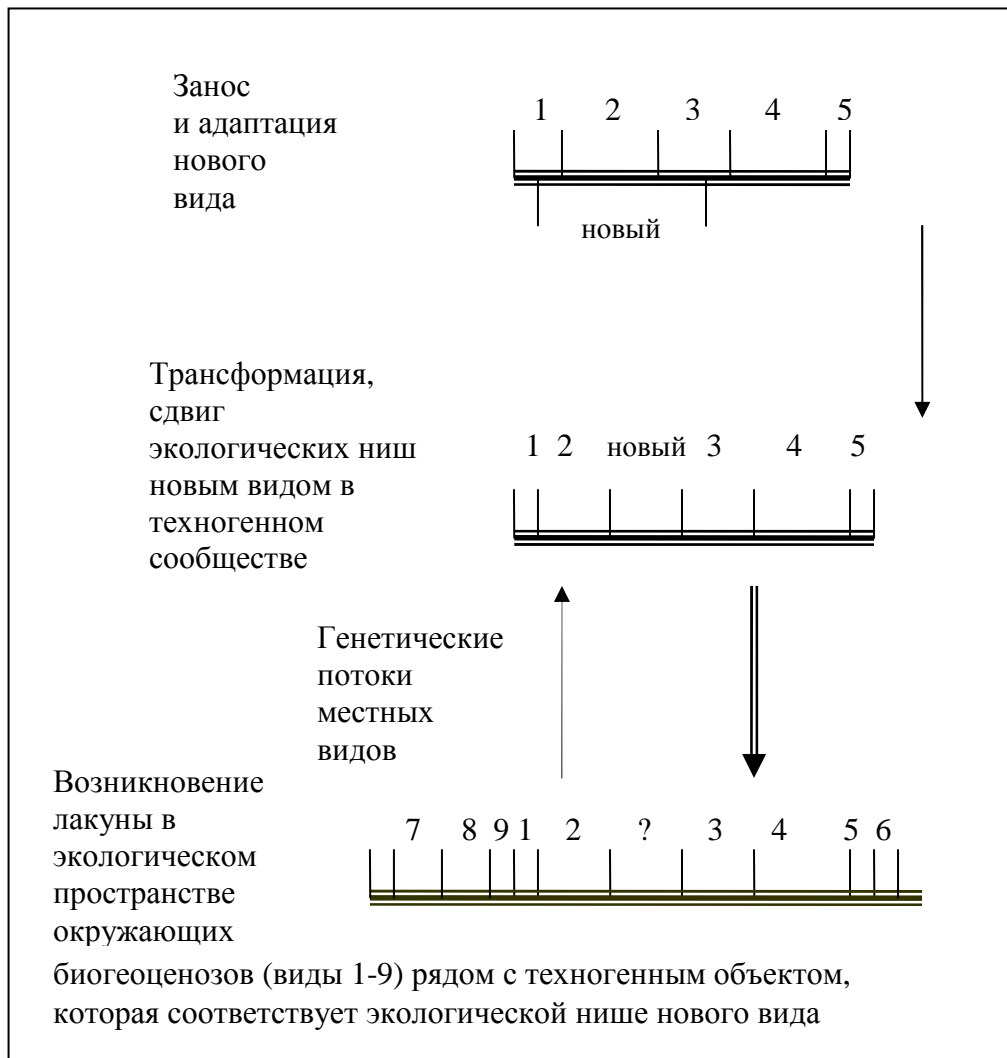 Занос
и адаптация
нового
вида
1 2 3 4 5
новый
Трансформация,
сдвиг
экологических ниш
новым видом в
техногенном
сообществе
1 2 новый 3 4 5
Генетические
потоки
местных
видов
Возникновение
лакуны в
экологическом
пространстве
окружающих
7 8 9 1 2 ? 3 4 5 6
биогеоценозов (виды 1-9) рядом с техногенным объектом,
которая соответствует экологической нише нового вида